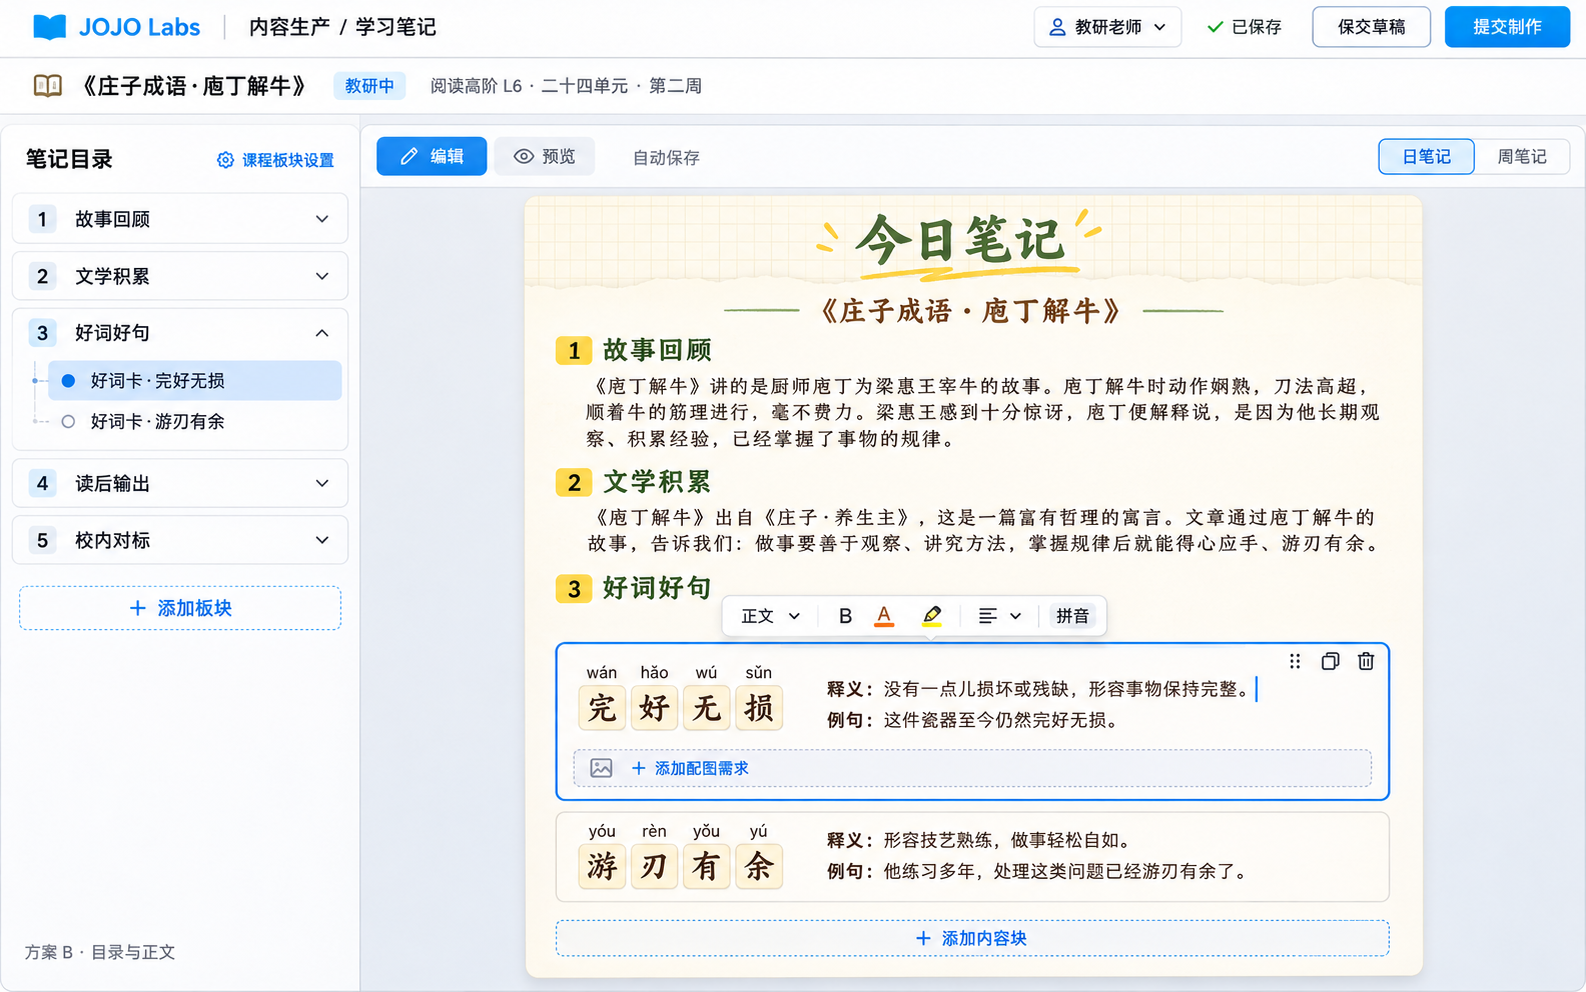 JOJO Labs
内容生产 / 学习笔记
教研老师
已保存
保交草稿
提交制作
《庄子成语·庖丁解牛》
教研中
阅读高阶 L6 · 二十四单元 · 第二周
笔记目录
课程板块设置
1 故事回顾
2 文学积累
3 好词好句
好词卡·完好无损
好词卡·游刃有余
4 读后输出
5 校内对标
+ 添加板块
方案 B · 目录与正文
编辑
预览
自动保存
日笔记
周笔记
今日笔记
《庄子成语·庖丁解牛》
1 故事回顾
《庖丁解牛》讲的是厨师庖丁为梁惠王宰牛的故事。庖丁解牛时动作娴熟，刀法高超，
顺着牛的筋理进行，毫不费力。梁惠王感到十分惊讶，庖丁便解释说，是因为他长期观
察、积累经验，已经掌握了事物的规律。
2 文学积累
《庖丁解牛》出自《庄子·养生主》，这是一篇富有哲理的寓言。文章通过庖丁解牛的
故事，告诉我们：做事要善于观察、讲究方法，掌握规律后就能得心应手、游刃有余。
3 好词好句
正文 B A 拼音
wán hǎo wú sǔn
完好无损
释义：没有一点儿损坏或残缺，形容事物保持完整。
例句：这件瓷器至今仍然完好无损。
+ 添加配图需求
yóu rèn yǒu yú
游刃有余
释义：形容技艺熟练，做事轻松自如。
例句：他练习多年，处理这类问题已经游刃有余了。
+ 添加内容块